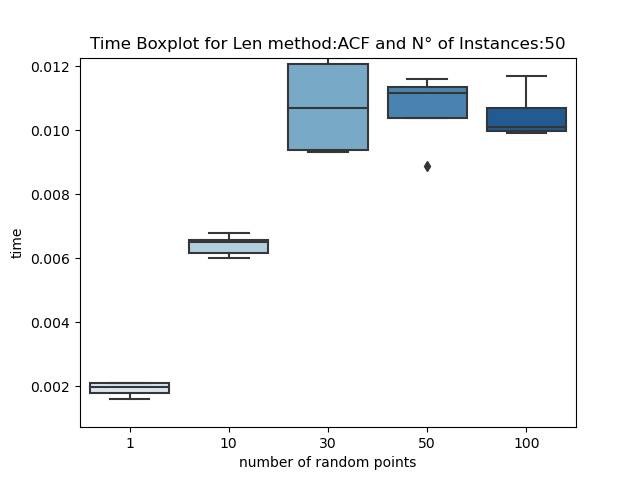 Time Boxplot for Len method:ACF and N° of Instances:50
0.012
0.010
0.008
0.006
0.004
0.002
time
1 10 30 50 100
number of random points